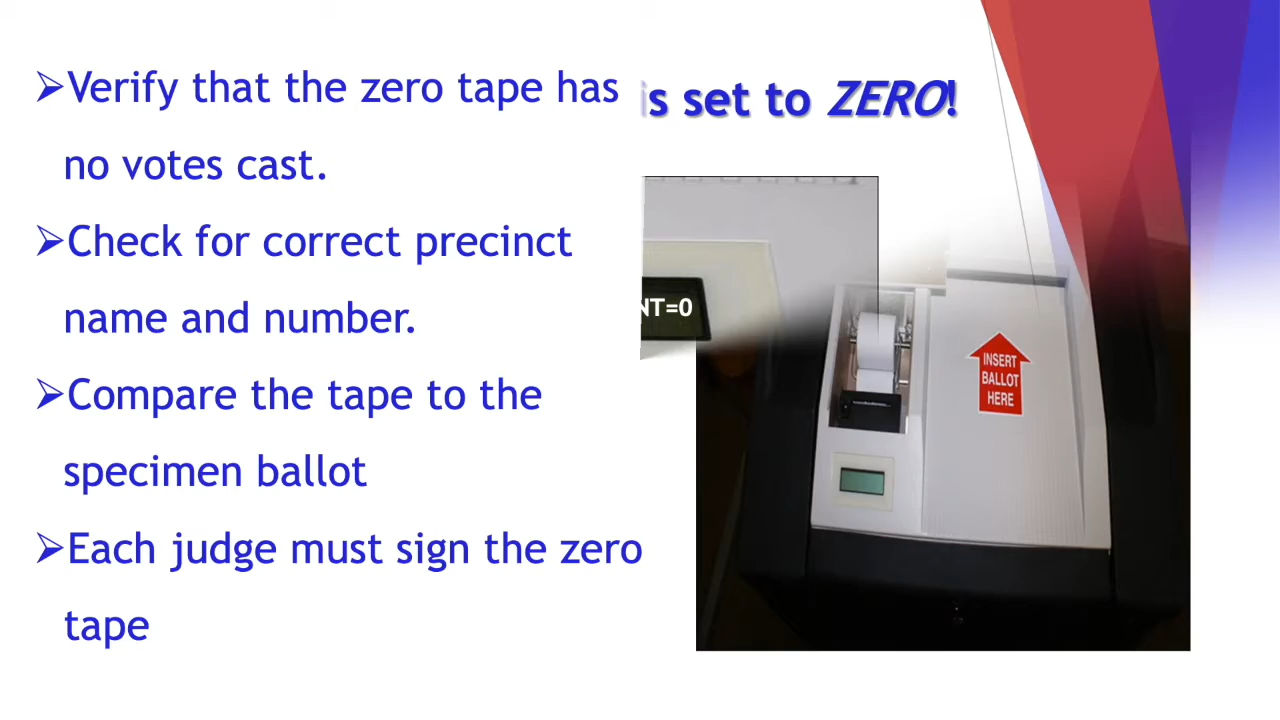 ➢Verify that the zero tape has
no votes cast.
➢Check for correct precinct
name and number.
➢Compare the tape to the
specimen ballot
➢Each judge must sign the zero
tape
is set to ZERO!
NT=0
INSERT
BALLOT
HERE